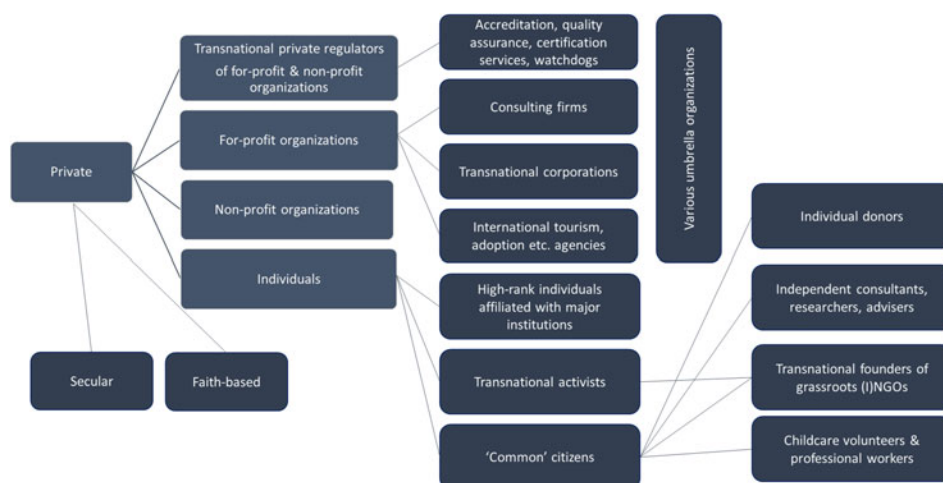 Private
Secular
Faith-based
Transnational private regulators
of for-profit & non-profit
organizations
For-profit organizations
Non-profit organizations
Individuals
Accreditation, quality
assurance, certification
services, watchdogs
Consulting firms
Transnational corporations
International tourism,
adoption etc. agencies
High-rank individuals
affiliated with major
institutions
Transnational activists
'Common' citizens
Various umbrella organizations
Individual donors
Independent consultants,
researchers, advisers
Transnational founders of
grassroots (I)NGOs
Childcare volunteers &
professional workers